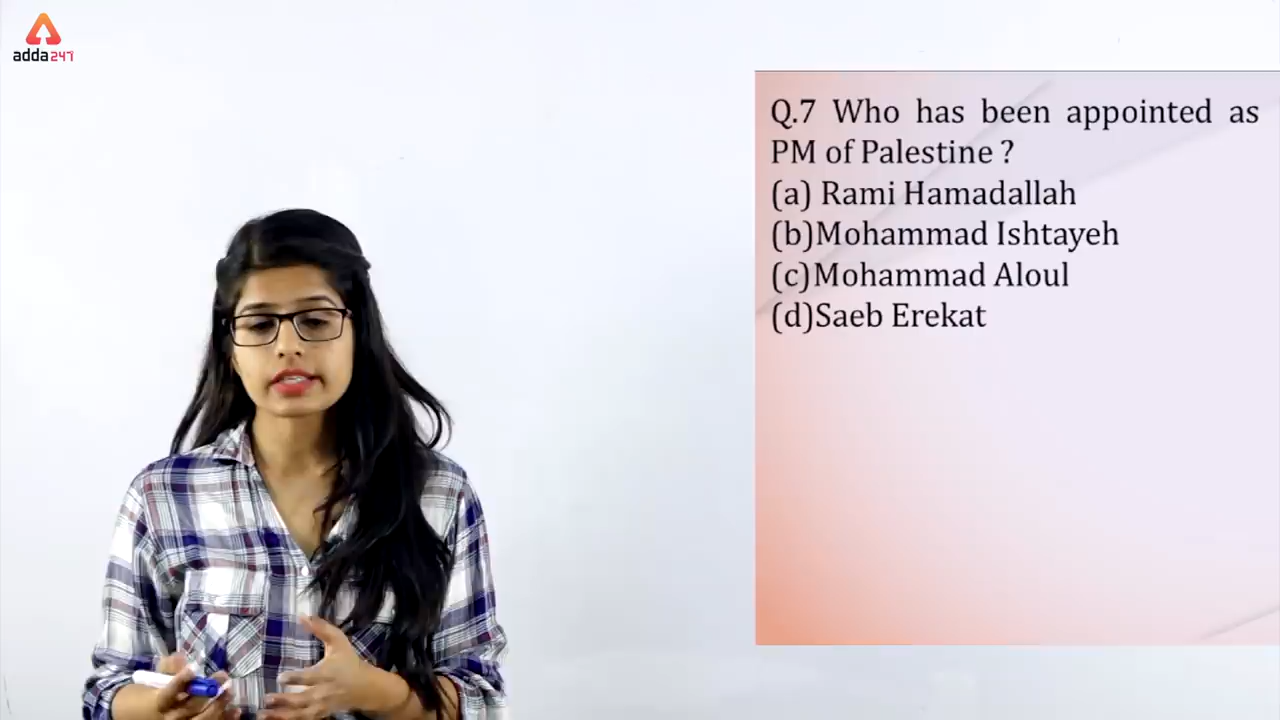 adda247
Q.7 Who has been appointed as
PM of Palestine ?
(a) Rami Hamadallah
(b)Mohammad Ishtayeh
(c)Mohammad Aloul
(d)Saeb Erekat